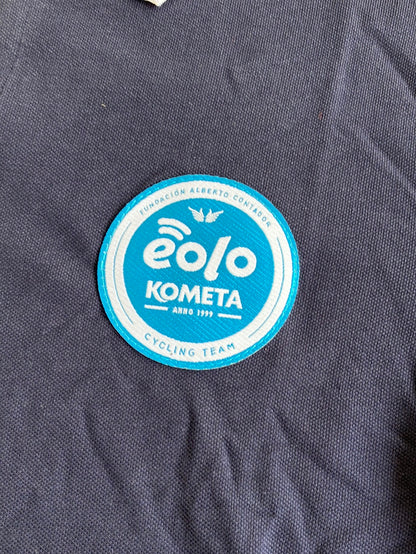 FUNDACIÓN ALBERTO CONTADOR
eolo
KOMETA
ANNO 1999
CYCLING TEAM